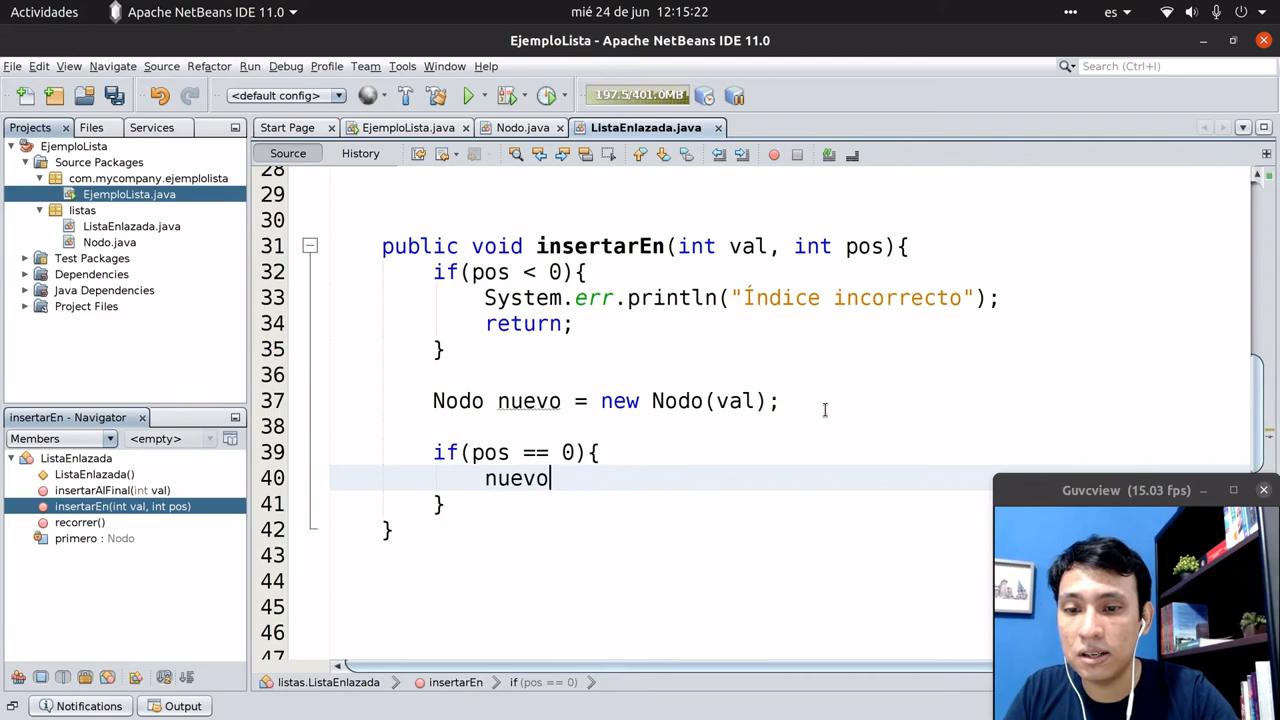 Actividades
Apache NetBeans IDE 11.0
mié 24 de jun 12:15:22
es
EjemploLista - Apache NetBeans IDE 11.0
File Edit View Navigate Source Refactor Run Debug Profile Team Tools Window Help
Search (Ctrl+I)
<default config>
197.5/401.0MB
Projects Files Services
Start Page EjemploLista.java Nodo.java ListaEnlazada.java
Source History
EjemploLista
Source Packages
com.mycompany.ejemplolista
EjemploLista.java
listas
ListaEnlazada.java
Nodo.java
Test Packages
Dependencies
Java Dependencies
Project Files
insertarEn - Navigator
Members <empty>
ListaEnlazada
ListaEnlazada()
insertarAlFinal(int val)
insertarEn(int val, int pos)
recorrer()
primero : Nodo
28
29
30
31 public void insertarEn(int val, int pos){
32 if(pos < 0){
33 System.err.println("Índice incorrecto");
34 return;
35 }
36
37 Nodo nuevo = new Nodo(val);
38
39 if(pos == 0){
40 nuevo
41 }
42 }
43
44
45
46
47
Guvcview (15.03 fps)
listas.ListaEnlazada insertarEn if (pos == 0)
Notifications Output